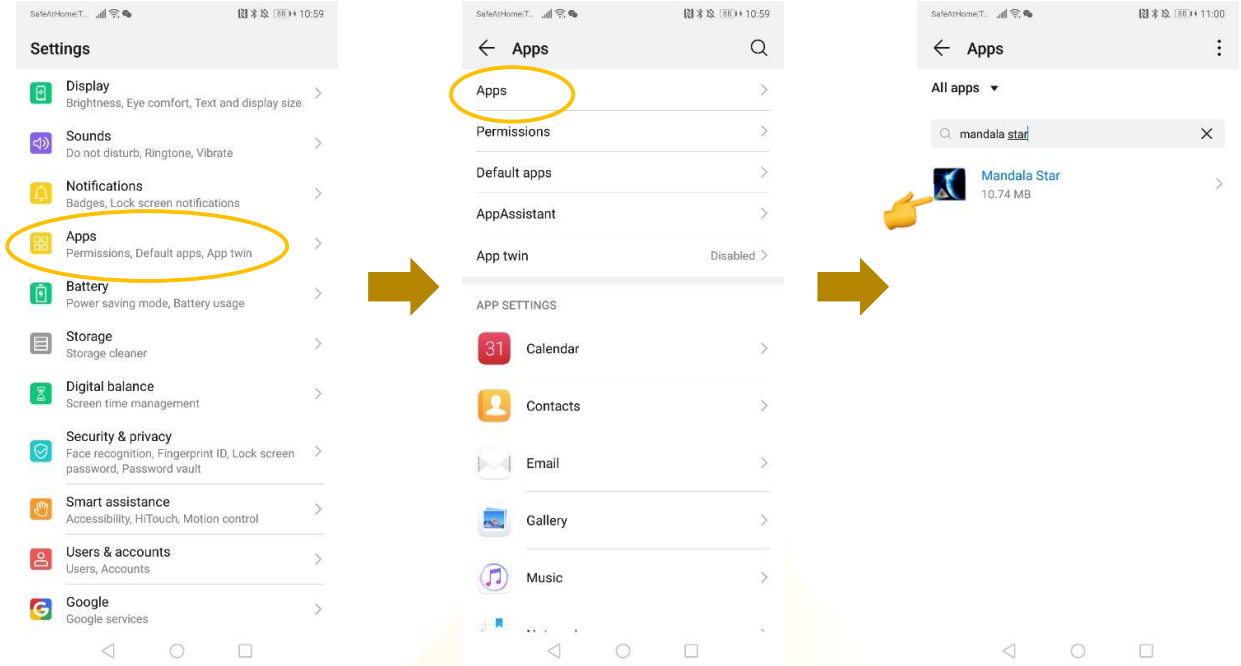 SafeAtHome|T... 88 10:59
Settings
Display
Brightness, Eye comfort, Text and display size
Sounds
Do not disturb, Ringtone, Vibrate
Notifications
Badges, Lock screen notifications
Apps
Permissions, Default apps, App twin
Battery
Power saving mode, Battery usage
Storage
Storage cleaner
Digital balance
Screen time management
Security & privacy
Face recognition, Fingerprint ID, Lock screen
password, Password vault
Smart assistance
Accessibility, HiTouch, Motion control
Users & accounts
Users, Accounts
Google
Google services
SafeAtHome|T... 88 10:59
Apps
Apps
Permissions
Default apps
AppAssistant
App twin Disabled
APP SETTINGS
31 Calendar
Contacts
Email
Gallery
Music
SafeAtHome|T... 88 11:00
Apps
All apps
mandala star
Mandala Star
10.74 MB